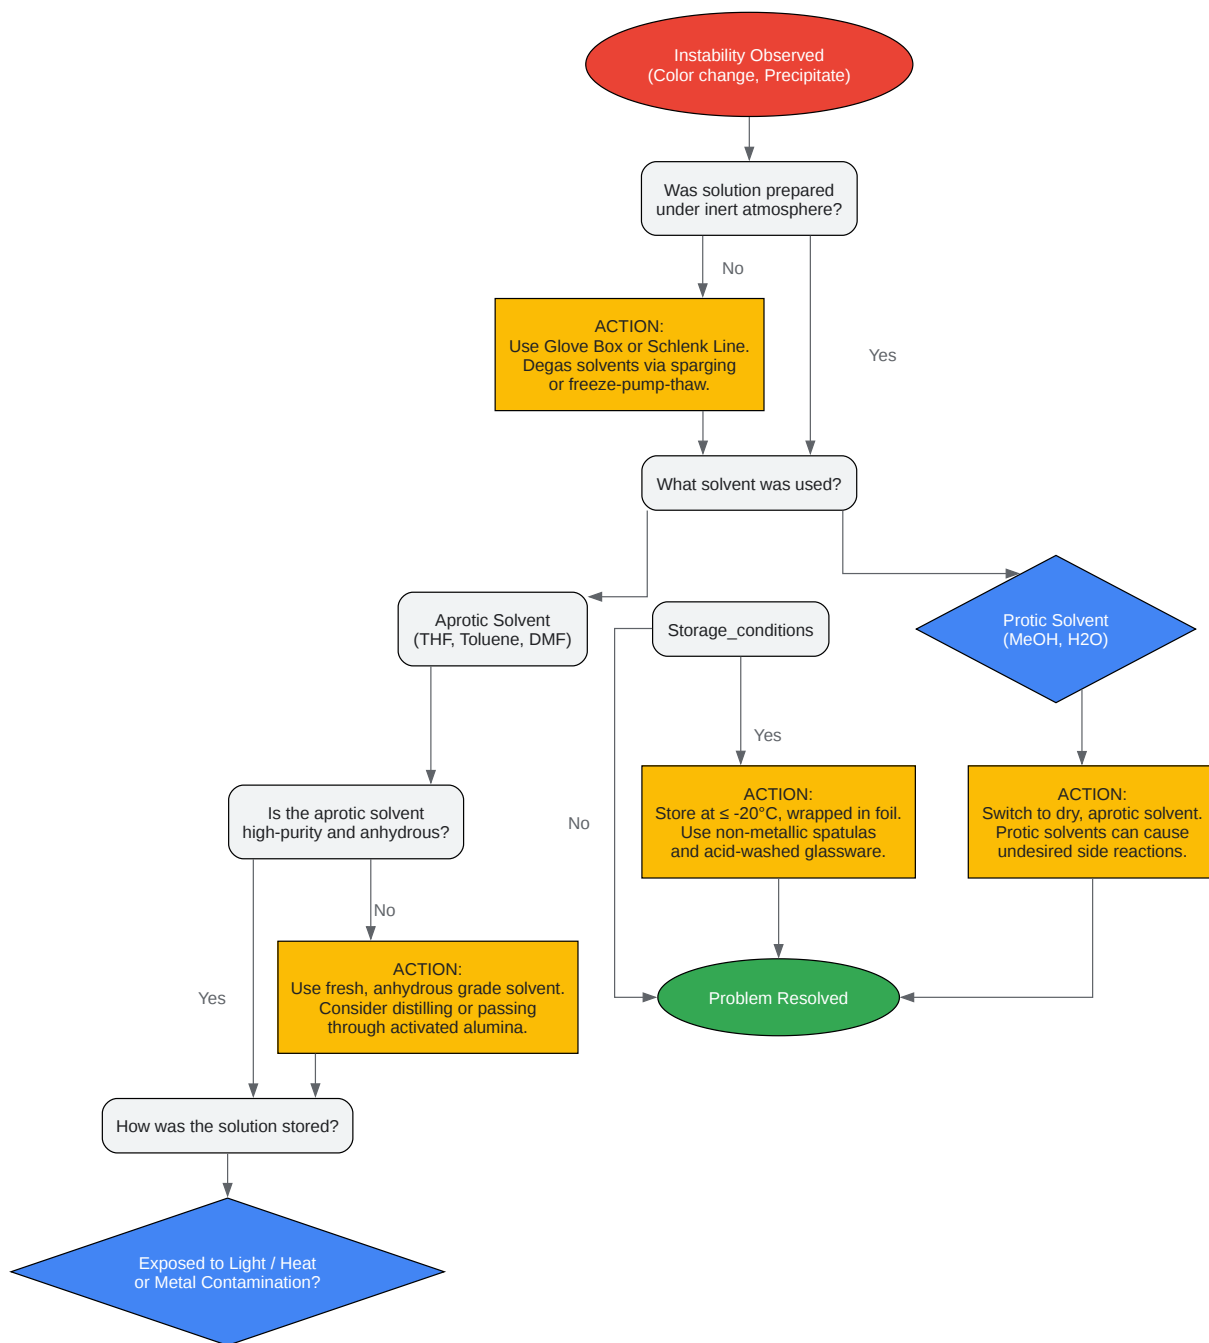 Instability Observed
(Color change, Precipitate)
Was solution prepared
under inert atmosphere?
No
ACTION:
Use Glove Box or Schlenk Line.
Degas solvents via sparging
or freeze-pump-thaw.
Yes
What solvent was used?
Aprotic Solvent
(THF, Toluene, DMF)
Storage_conditions
Protic Solvent
(MeOH, H2O)
Yes
Is the aprotic solvent
high-purity and anhydrous?
No
ACTION:
Store at ≤ -20°C, wrapped in foil.
Use non-metallic spatulas
and acid-washed glassware.
ACTION:
Switch to dry, aprotic solvent.
Protic solvents can cause
undesired side reactions.
No
Yes
ACTION:
Use fresh, anhydrous grade solvent.
Consider distilling or passing
through activated alumina.
Problem Resolved
How was the solution stored?
Exposed to Light / Heat
or Metal Contamination?